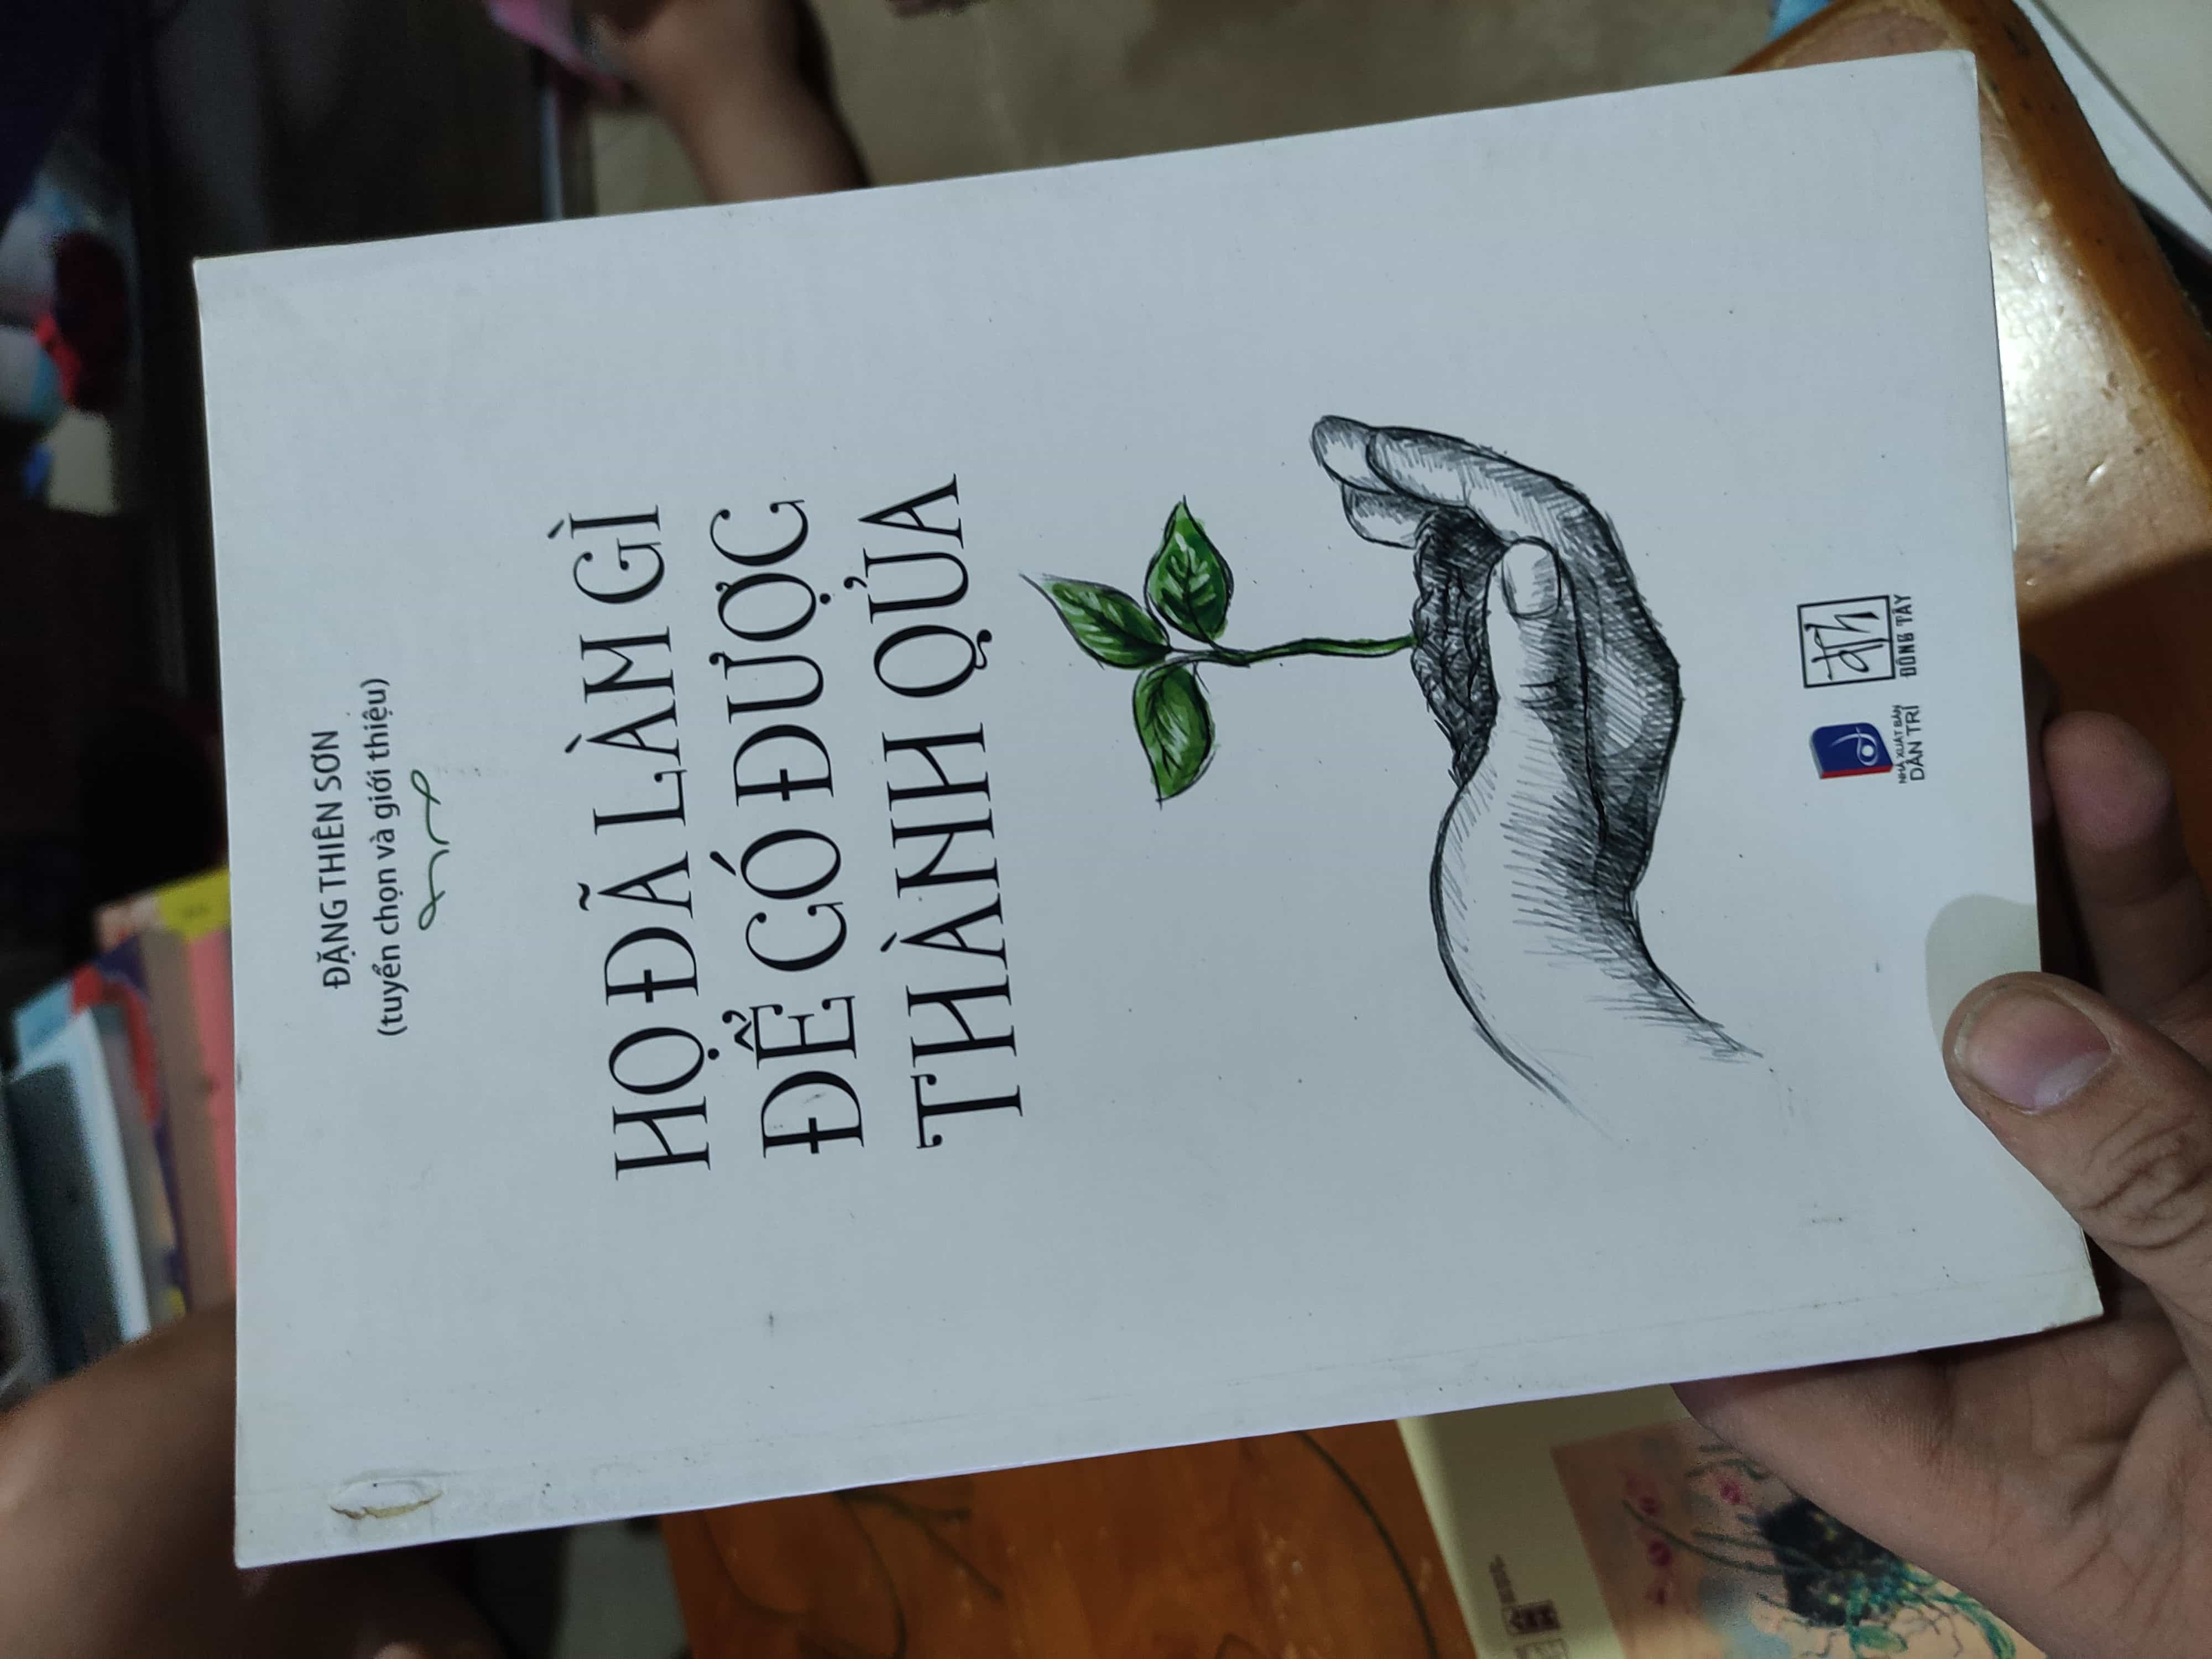 ĐẶNG THIÊN SƠN
(tuyển chọn và giới thiệu)
HỌ ĐÃ LÀM GÌ
ĐỂ CÓ ĐƯỢC
THÀNH QỦA
NHÀ XUẤT BẢN
DÂN TRÍ
ĐÔNG TÂY